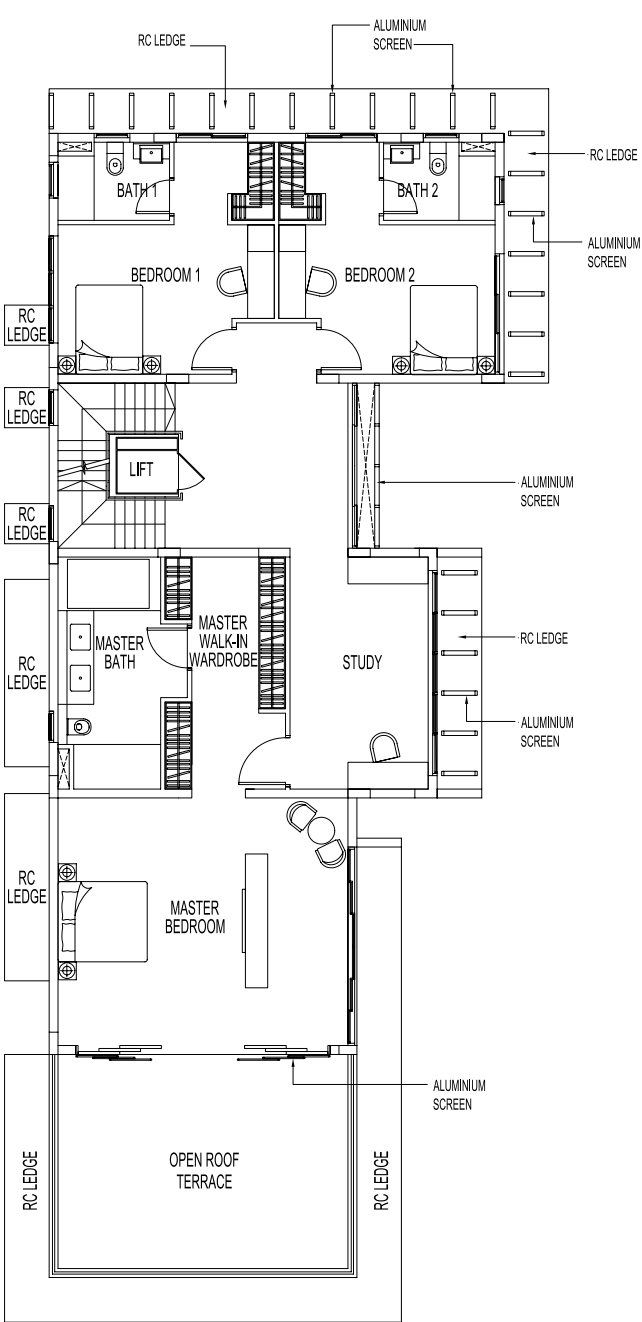 ALUMINIUM
SCREEN
RC LEDGE
RC LEDGE
BATH 1
BATH 2
ALUMINIUM
SCREEN
BEDROOM 1
BEDROOM 2
RC
LEDGE
RC
LEDGE
LIFT
ALUMINIUM
SCREEN
RC
LEDGE
MASTER
WALK-IN
WARDROBE
MASTER
BATH
RC LEDGE
RC
LEDGE
STUDY
ALUMINIUM
SCREEN
RC
LEDGE
MASTER
BEDROOM
ALUMINIUM
SCREEN
RC LEDGE
OPEN ROOF
TERRACE
RC LEDGE